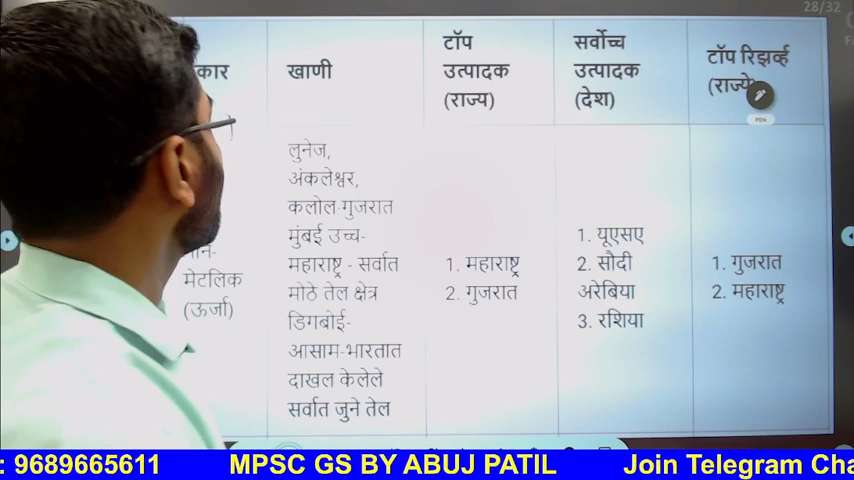 28/32
कार
खाणी
टॉप
उत्पादक
(राज्य)
सर्वोच्च
उत्पादक
(देश)
टॉप रिझर्व्ह
(राज्ये)
PEN
मेटलिक
(ऊर्जा)
लुनेज,
अंकलेश्वर,
कलोल-गुजरात
मुंबई उच्च-
महाराष्ट्र - सर्वात
मोठे तेल क्षेत्र
डिगबोई-
आसाम-भारतात
दाखल केलेले
सर्वात जुने तेल
1. महाराष्ट्र
2. गुजरात
1. यूएसए
2. सौदी
अरेबिया
3. रशिया
1. गुजरात
2. महाराष्ट्र
: 9689665611 MPSC GS BY ABUJ PATIL Join Telegram Cha